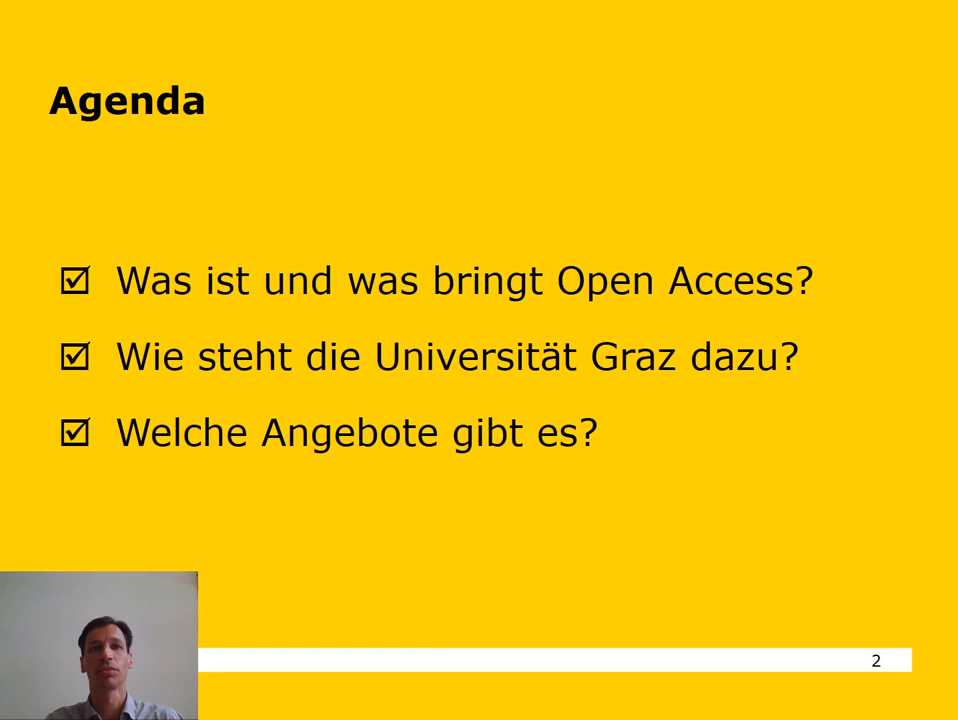 Agenda
☑ Was ist und was bringt Open Access?
☑ Wie steht die Universität Graz dazu?
☑ Welche Angebote gibt es?
2